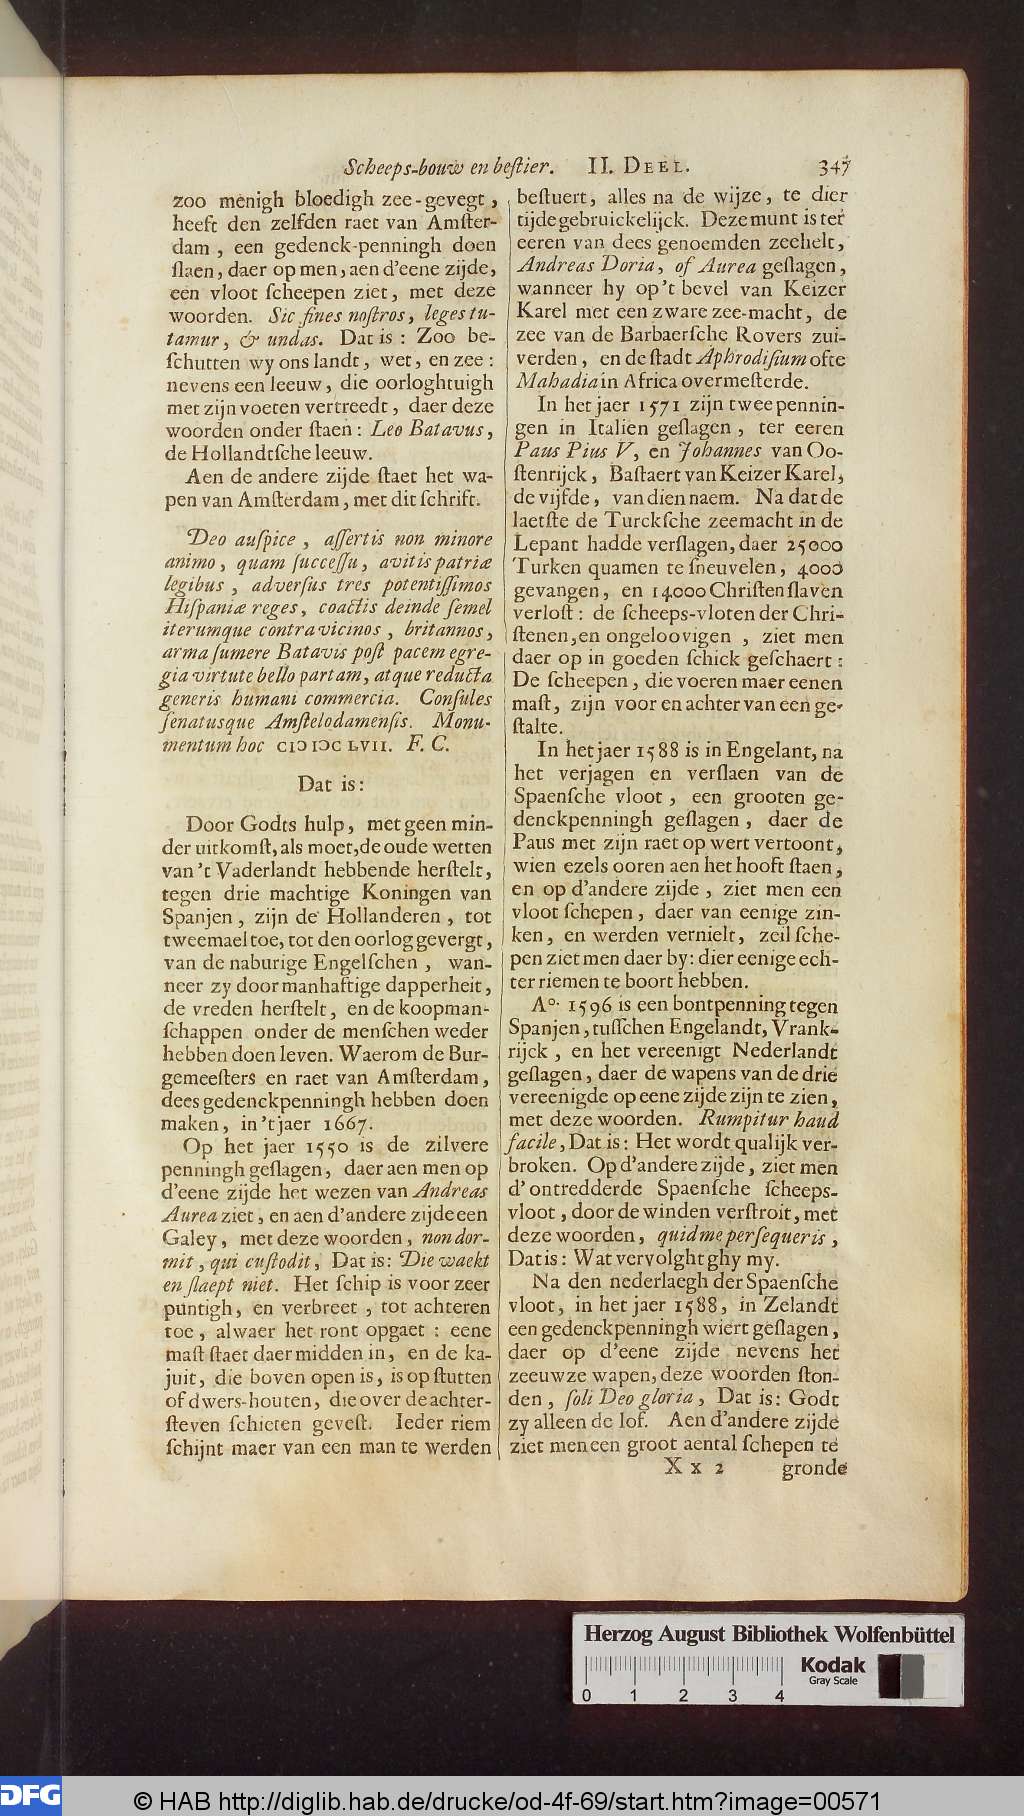 Scheeps-bouw en beſtier. II. DEEL. 347
zoo menigh bloedigh zee-gevegt,
heeft den zelfden raet van Amſter-
dam, een gedenck-penningh doen
ſlaen, daer op men, aen d'eene zijde,
een vloot ſcheepen ziet, met deze
woorden. Sic fines noſtros, leges tu-
tamur, & undas. Dat is: Zoo be-
ſchutten wy ons landt, wet, en zee:
nevens een leeuw, die oorloghtuigh
met zijn voeten vertreedt, daer deze
woorden onder ſtaen: Leo Batavus,
de Hollandtſche leeuw.
Aen de andere zijde ſtaet het wa-
pen van Amſterdam, met dit ſchrift.
Deo auſpice, aſſertis non minore
animo, quam ſucceſſu, avitis patriæ
legibus, adverſus tres potentiſſimos
Hiſpaniæ reges, coactis deinde ſemel
iterumque contra vicinos, britannos,
arma ſumere Batavis poſt pacem egre-
gia virtute bello partam, atque reducta
generis humani commercia. Conſules
ſenatusque Amſtelodamenſis. Monu-
mentum hoc CIↃ IↃC LVII. F. C.
Dat is:
Door Godts hulp, met geen min-
der uitkomſt, als moet, de oude wetten
van 't Vaderlandt hebbende herſtelt,
tegen drie machtige Koningen van
Spanjen, zijn de Hollanderen, tot
tweemael toe, tot den oorlog gevergt,
van de naburige Engelſchen, wan-
neer zy door manhaftige dapperheit,
de vreden herſtelt, en de koopman-
ſchappen onder de menſchen weder
hebben doen leven. Waerom de Bur-
gemeeſters en raet van Amſterdam,
dees gedenckpenningh hebben doen
maken, in 't jaer 1667.
Op het jaer 1550 is de zilvere
penningh geſlagen, daer aen men op
d'eene zijde het wezen van Andreas
Aurea ziet, en aen d'andere zijde een
Galey, met deze woorden, non dor-
mit, qui cuſtodit, Dat is: Die waekt
en ſlaept niet. Het ſchip is voor zeer
puntigh, en verbreet, tot achteren
toe, alwaer het ront opgaet: eene
maſt ſtaet daer midden in, en de ka-
juit, die boven open is, is op ſtutten
of dwers-houten, die over de achter-
ſteven ſchieten geveſt. Ieder riem
ſchijnt maer van een man te werden
beſtuert, alles na de wijze, te dier
tijde gebruickelijck. Deze munt is ter
eeren van dees genoemden zeehelt,
Andreas Doria, of Aurea geſlagen,
wanneer hy op 't bevel van Keizer
Karel met een zware zee-macht, de
zee van de Barbaerſche Rovers zui-
verden, en de ſtadt Aphrodiſium ofte
Mahadia in Africa overmeſterde.
In het jaer 1571 zijn twee pennin-
gen in Italien geſlagen, ter eeren
Paus Pius V, en Johannes van Oo-
ſtenrijck, Baſtaert van Keizer Karel,
de vijfde, van dien naem. Na dat de
laetſte de Turckſche zeemacht in de
Lepant hadde verſlagen, daer 25000
Turken quamen te ſneuvelen, 4000
gevangen, en 14000 Chriſten ſlaven
verloſt: de ſcheeps-vloten der Chri-
ſtenen, en ongeloovigen, ziet men
daer op in goeden ſchick geſchaert:
De ſcheepen, die voeren maer eenen
maſt, zijn voor en achter van een ge-
ſtalte.
In het jaer 1588 is in Engelant, na
het verjagen en verſlaen van de
Spaenſche vloot, een grooten ge-
denckpenningh geſlagen, daer de
Paus met zijn raet op wert vertoont,
wien ezels ooren aen het hooft ſtaen,
en op d'andere zijde, ziet men een
vloot ſchepen, daer van eenige zin-
ken, en werden vernielt, zeil ſche-
pen ziet men daer by: dier eenige ech-
ter riemen te boort hebben.
Ao. 1596 is een bontpenning tegen
Spanjen, tuſſchen Engelandt, Vrank-
rijck, en het vereenigt Nederlandt
geſlagen, daer de wapens van de drie
vereenigde op eene zijde zijn te zien,
met deze woorden. Rumpitur haud
facile, Dat is: Het wordt qualijk ver-
broken. Op d'andere zijde, ziet men
d'ontredderde Spaenſche ſcheeps-
vloot, door de winden verſtroit, met
deze woorden, quid me perſequeris,
Dat is: Wat vervolght ghy my.
Na den nederlaegh der Spaenſche
vloot, in het jaer 1588, in Zelandt
een gedenckpenningh wiert geſlagen,
daer op d'eene zijde nevens het
zeeuwze wapen, deze woorden ſton-
den, ſoli Deo gloria, Dat is: Godt
zy alleen de lof. Aen d'andere zijde
ziet men een groot aental ſchepen te
X x 2 gronde
Herzog August Bibliothek Wolfenbüttel
Kodak
Gray Scale
0 1 2 3 4
DFG © HAB http://diglib.hab.de/drucke/od-4f-69/start.htm?image=00571